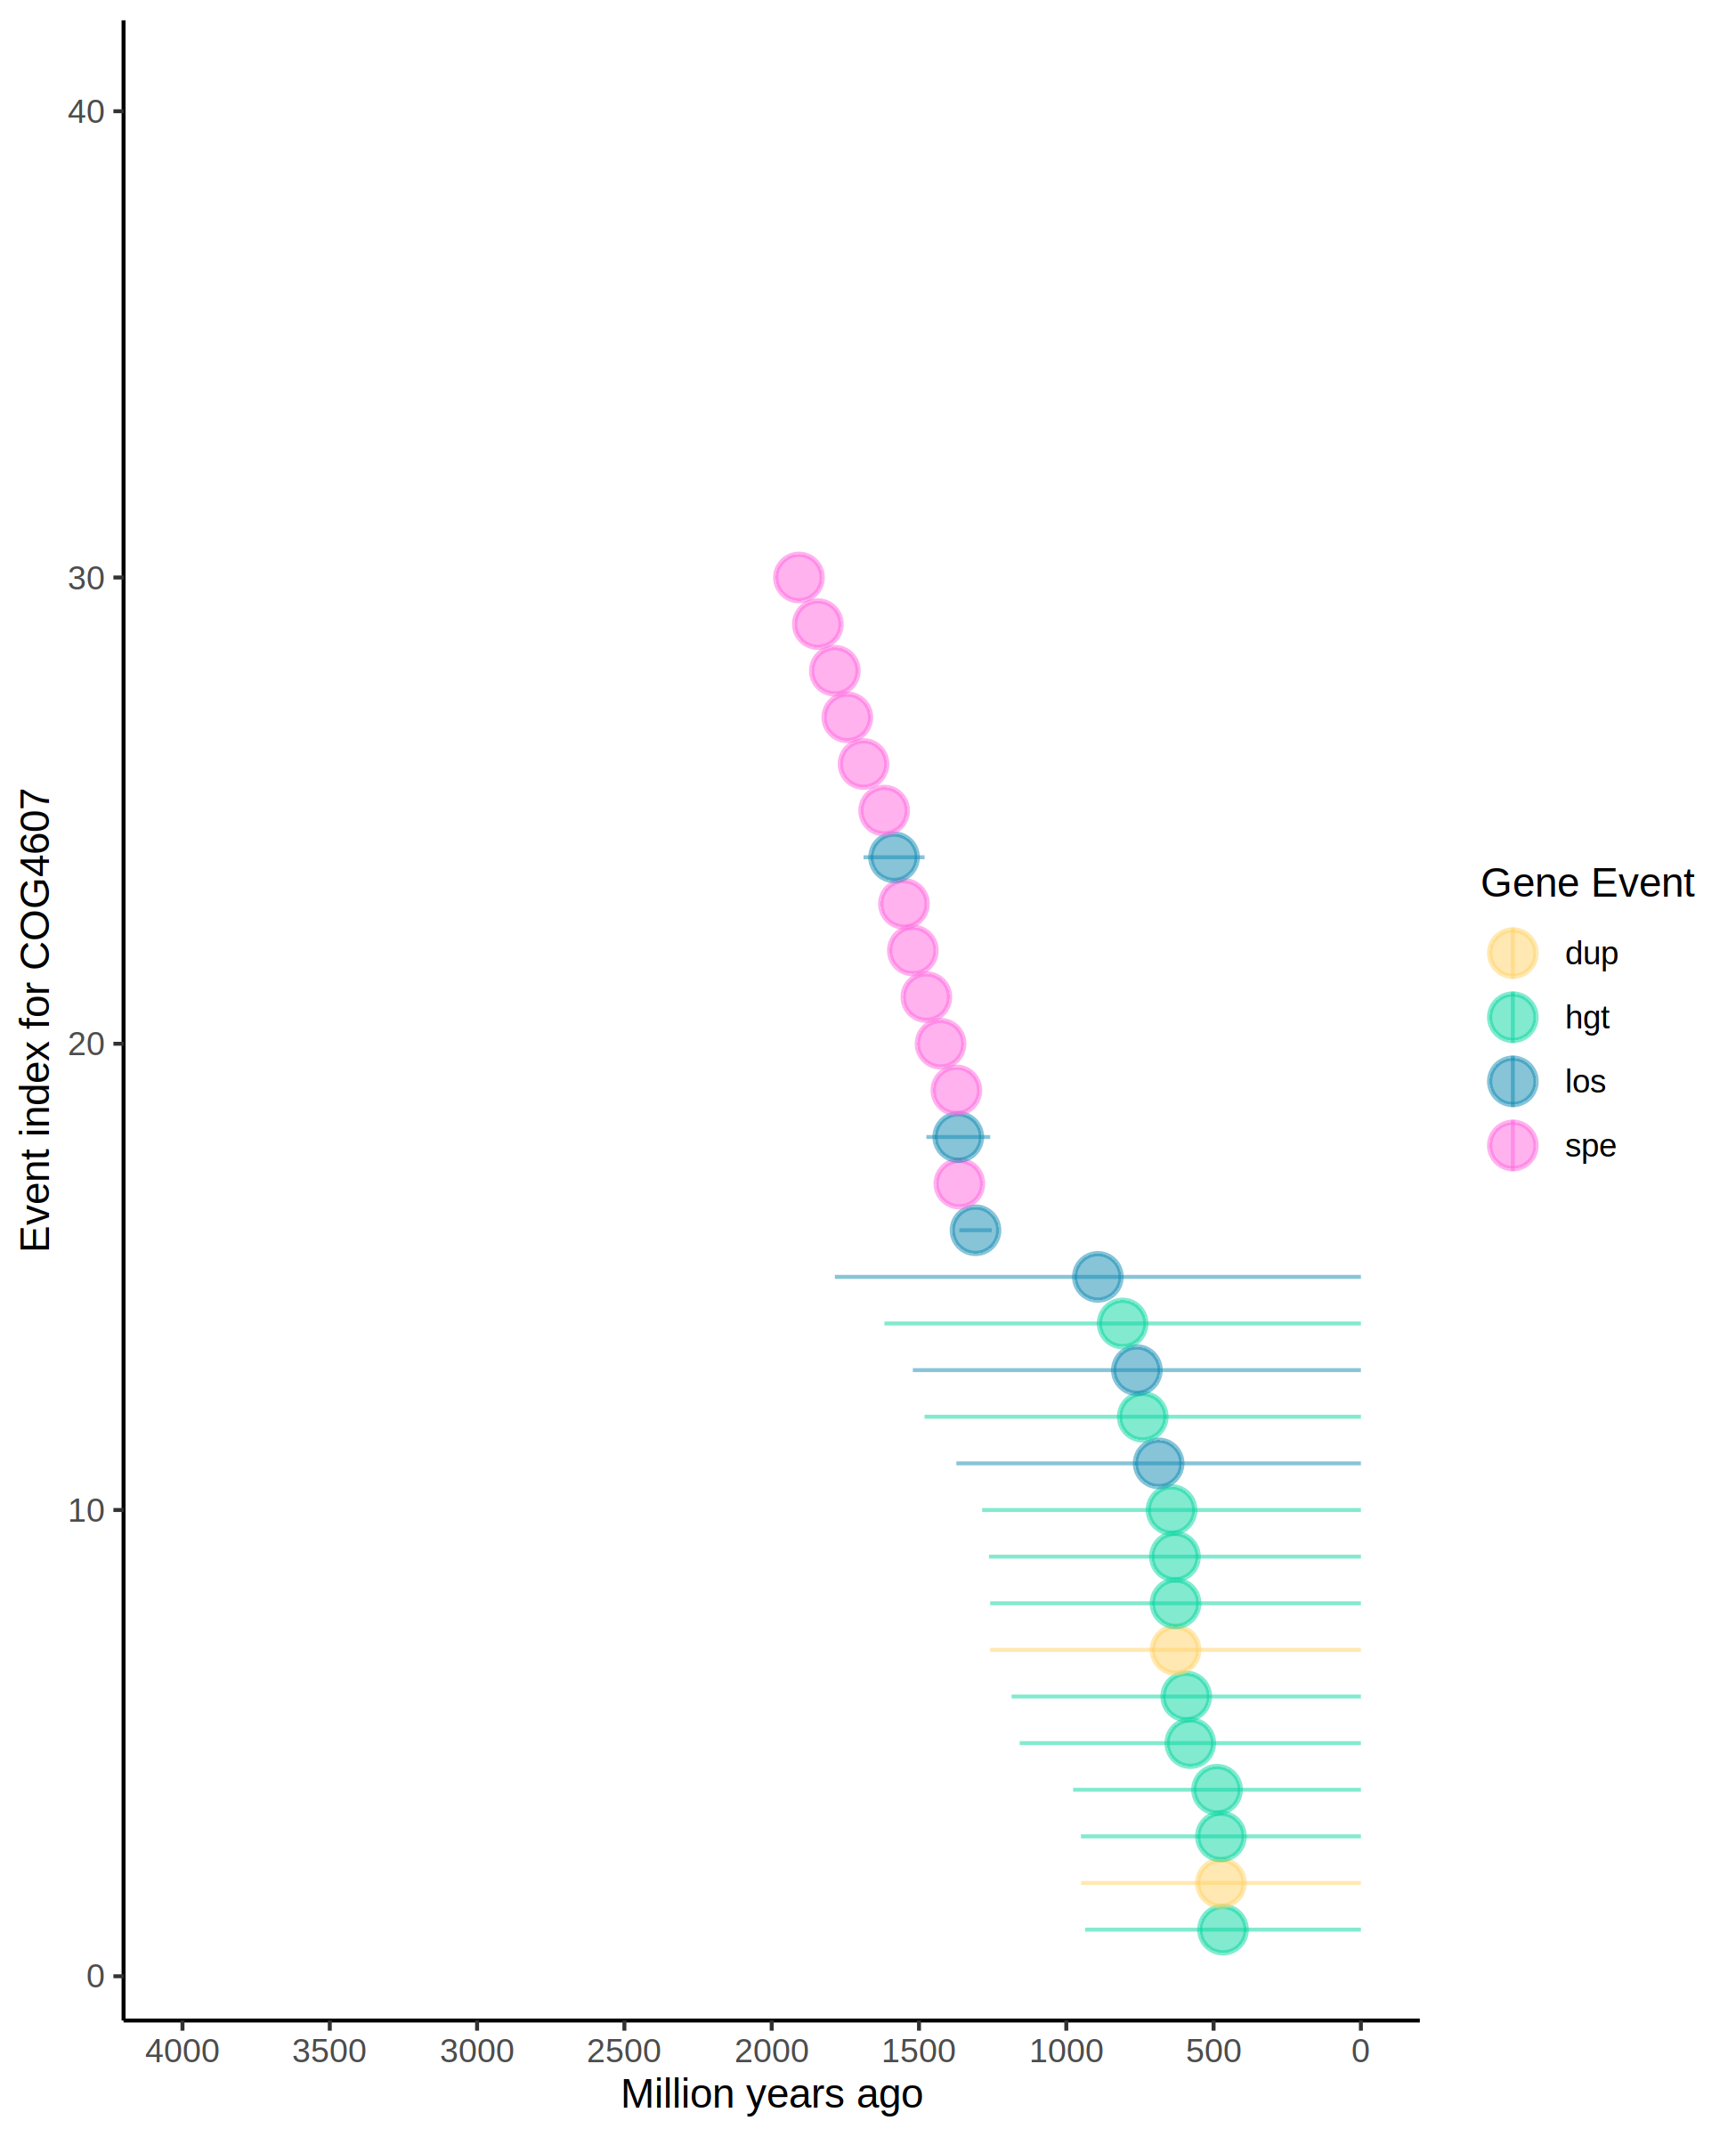 Event index for COG4607
40
30
20
10
0
4000 3500 3000 2500 2000 1500 1000 500 0
Million years ago
Gene Event
dup
hgt
los
spe